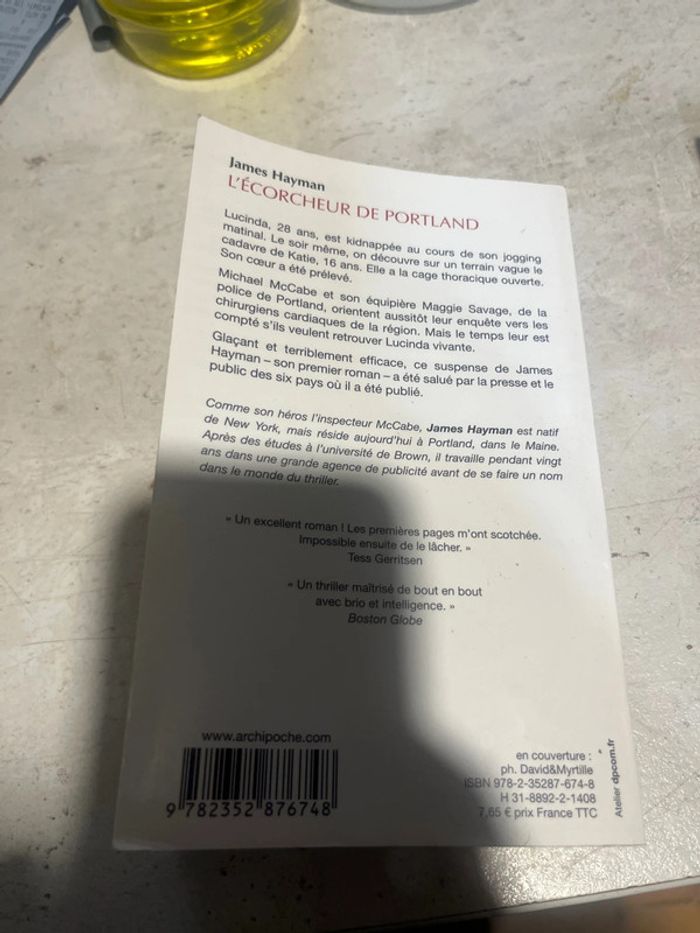 James Hayman
L'ÉCORCHEUR DE PORTLAND
Lucinda, 28 ans, est kidnappée au cours de son jogging
matinal. Le soir même, on découvre sur un terrain vague le
cadavre de Katie, 16 ans. Elle a la cage thoracique ouverte.
Son cœur a été prélevé.
Michael McCabe et son équipière Maggie Savage, de la
police de Portland, orientent aussitôt leur enquête vers les
chirurgiens cardiaques de la région. Mais le temps leur est
compté s'ils veulent retrouver Lucinda vivante.
Glaçant et terriblement efficace, ce suspense de James
Hayman – son premier roman – a été salué par la presse et le
public des six pays où il a été publié.
Comme son héros l'inspecteur McCabe, James Hayman est natif
de New York, mais réside aujourd'hui à Portland, dans le Maine.
Après des études à l'université de Brown, il travaille pendant vingt
ans dans une grande agence de publicité avant de se faire un nom
dans le monde du thriller.
« Un excellent roman ! Les premières pages m'ont scotchée.
Impossible ensuite de le lâcher. »
Tess Gerritsen
« Un thriller maîtrisé de bout en bout
avec brio et intelligence. »
Boston Globe
www.archipoche.com
9 782352 876748
en couverture :
ph. David&Myrtille
ISBN 978-2-35287-674-8
H 31-8892-2-1408
7,65 € prix France TTC
Atelier dpcom.fr